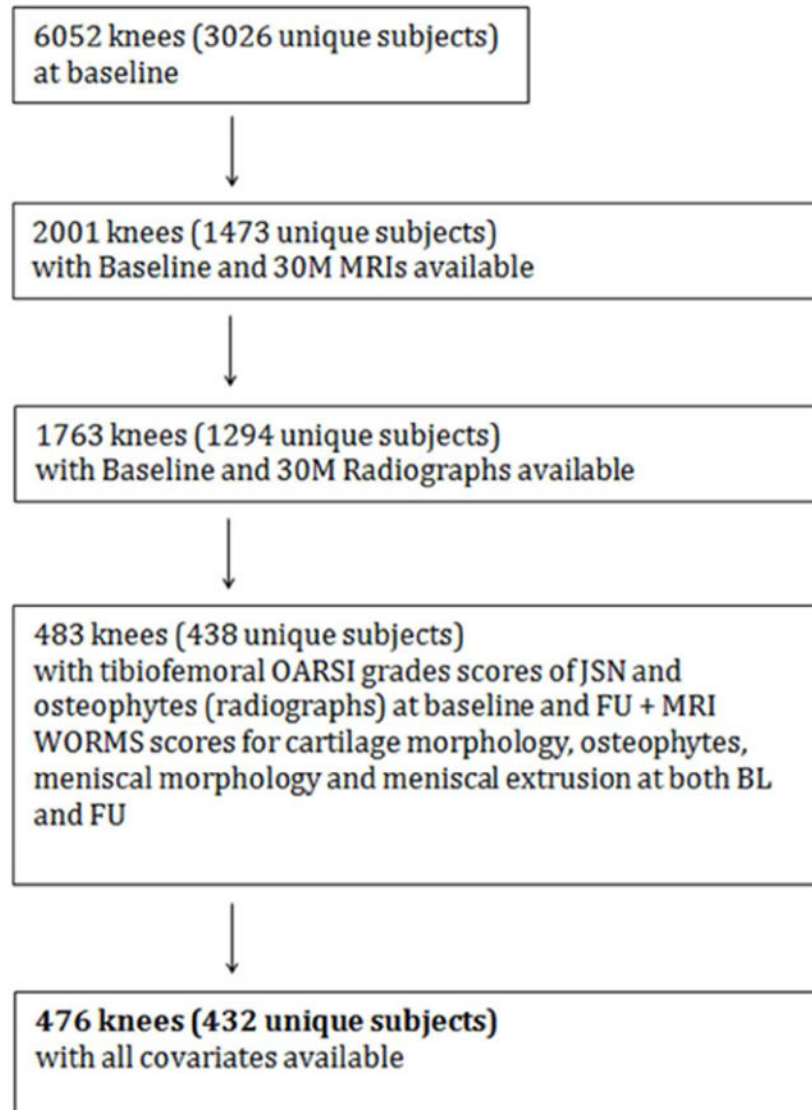 6052 knees (3026 unique subjects)
at baseline
2001 knees (1473 unique subjects)
with Baseline and 30M MRIs available
1763 knees (1294 unique subjects)
with Baseline and 30M Radiographs available
483 knees (438 unique subjects)
with tibiofemoral OARSI grades scores of JSN and
osteophytes (radiographs) at baseline and FU + MRI
WORMS scores for cartilage morphology, osteophytes,
meniscal morphology and meniscal extrusion at both BL
and FU
476 knees (432 unique subjects)
with all covariates available